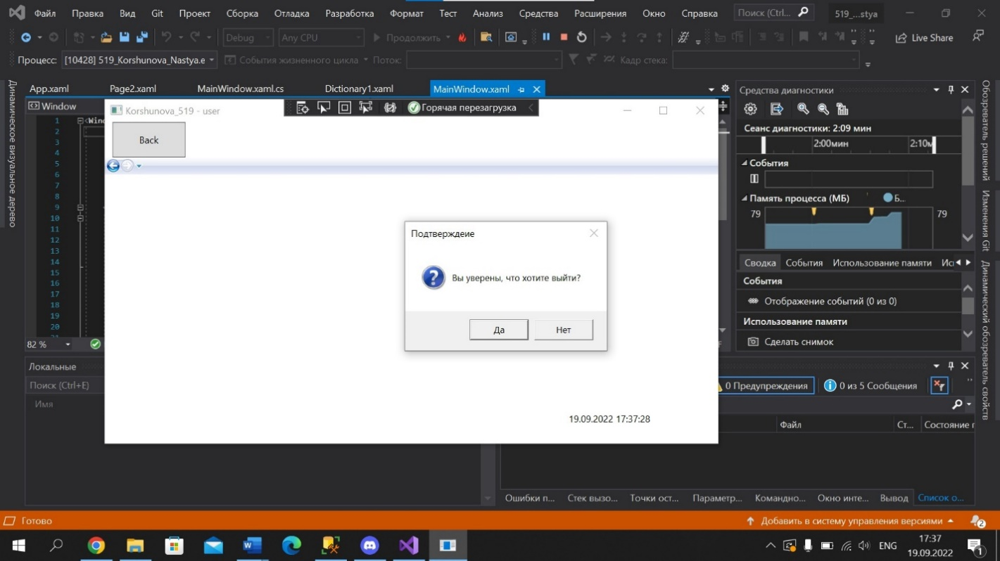 Файл Правка Вид Git Проект Сборка Отладка Разработка Формат Тест Анализ Средства Расширения Окно Справка Поиск (Ctrl... 519_...stya
Debug Any CPU Продолжить Live Share
Процесс: [10428] 519_Korshunova_Nastya.e События жизненного цикла Поток: Кадр стека:
App.xaml Page2.xaml MainWindow.xaml.cs Dictionary1.xaml MainWindow.xaml
Динамическое визуальное дерево
Window
1 <Wind
2
3
4
5
6
7
8
9
10
11
12
13
14
15
16
17
18
19
20
82 %
Korshunova_519 - user
Горячая перезагрузка
Back
Подтверждеие
Вы уверены, что хотите выйти?
Да Нет
19.09.2022 17:37:28
Средства диагностики
Сеанс диагностики: 2:09 мин
2:00мин 2:10м
События
Память процесса (МБ) Б...
79 79
Сводка События Использование памяти
События
Отображение событий (0 из 0)
Использование памяти
Сделать снимок
Обозреватель решений
Изменения Git
Динамический обозреватель свойств
Локальные
Поиск (Ctrl+E)
Имя
0 Предупреждения 0 из 5 Сообщения
Файл Ст... Состояние
Ошибки п... Стек вызо... Точки ост... Параметр... Командно... Окно инте... Вывод Список о...
Готово Добавить в систему управления версиями 2
ENG
17:37
19.09.2022
1